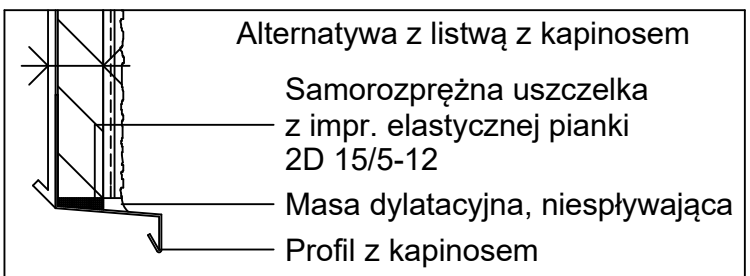 Alternatywa z listwą z kapinosem
Samorozprężna uszczelka
z impr. elastycznej pianki
2D 15/5-12
Masa dylatacyjna, niespływająca
Profil z kapinosem